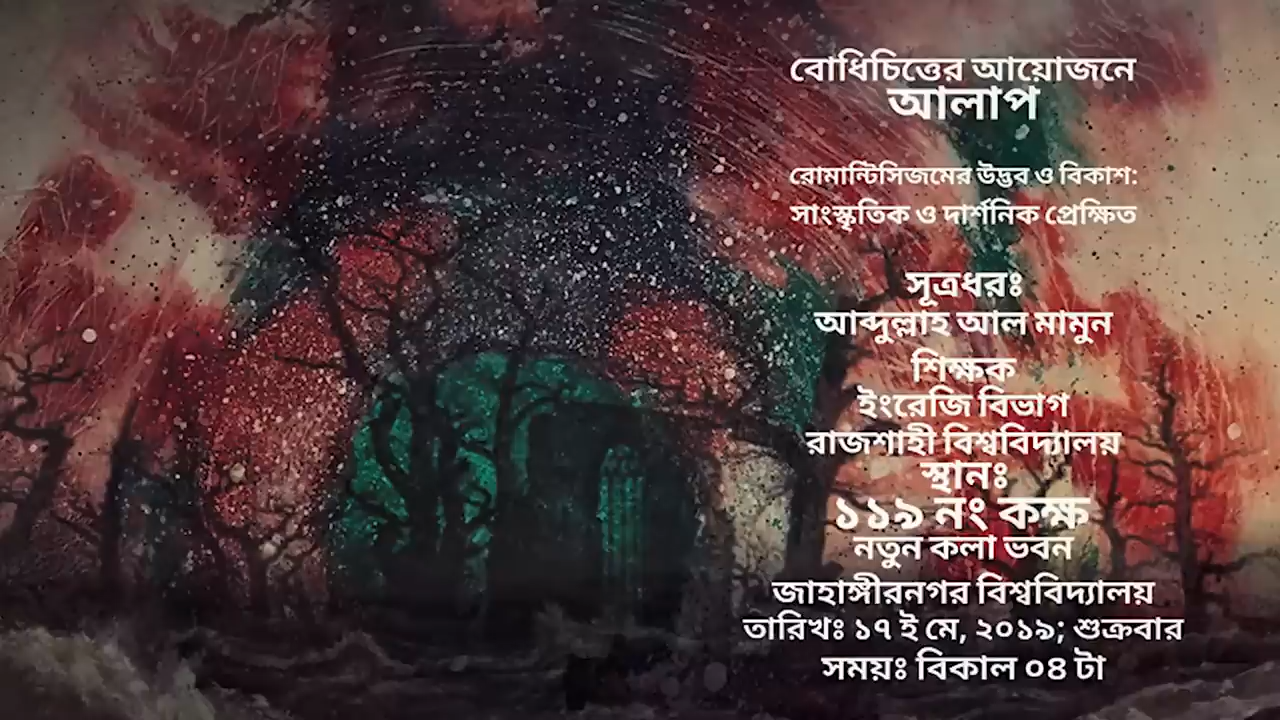 বোধিচিত্তের আয়োজনে
আলাপ
রোমান্টিসিজমের উদ্ভব ও বিকাশ:
সাংস্কৃতিক ও দার্শনিক প্রেক্ষিত
সূত্রধরঃ
আব্দুল্লাহ আল মামুন
শিক্ষক
ইংরেজি বিভাগ
রাজশাহী বিশ্ববিদ্যালয়
স্থানঃ
১১৯ নং কক্ষ
নতুন কলা ভবন
জাহাঙ্গীরনগর বিশ্ববিদ্যালয়
তারিখঃ ১৭ ই মে, ২০১৯; শুক্রবার
সময়ঃ বিকাল ০৪ টা